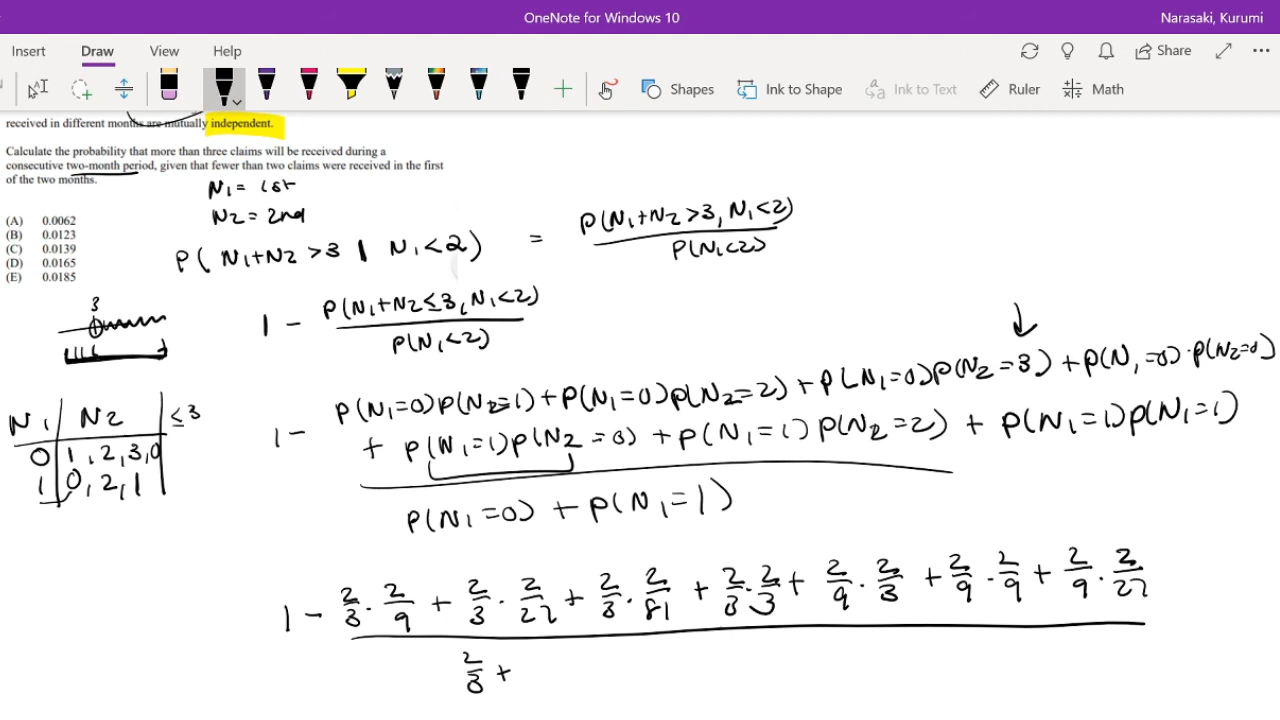 OneNote for Windows 10
Narasaki, Kurumi
Insert Draw View Help
Share
Shapes Ink to Shape Ink to Text Ruler Math
received in different months are mutually independent.
Calculate the probability that more than three claims will be received during a
consecutive two-month period, given that fewer than two claims were received in the first
of the two months.
N1 = 1st
N2 = 2nd
(A) 0.0062
(B) 0.0123
(C) 0.0139
(D) 0.0165
(E) 0.0185
P( N1+N2 >3 | N1<2) = P(N1+N2 >3, N1<2)
P(N1<2)
3
1 - P(N1+N2≤3, N1<2)
P(N1<2)
N1 N2 ≤3
0 1, 2, 3, 0
1 0, 2, 1
1 - P(N1=0)P(N2=1)+P(N1=0)P(N2=2)+P(N1=0)P(N2=3)+P(N1=0)·P(N2=0)
+ P(N1=1)P(N2=0) +P(N1=1)P(N2=2) + P(N1=1)P(N1=1)
P(N1=0) + P(N1=1)
1 - 2/3 · 2/9 + 2/3 · 2/27 + 2/3 · 2/81 + 2/3 · 2/3 + 2/9 · 2/3 + 2/9 · 2/9 + 2/9 · 2/27
2/3 +